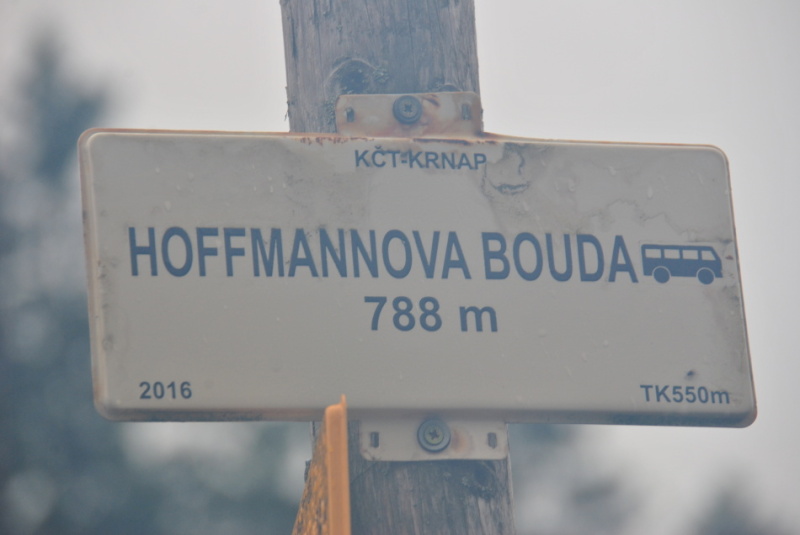 KČT-KRNAP
HOFFMANNOVA BOUDA
788 m
2016 TK550m